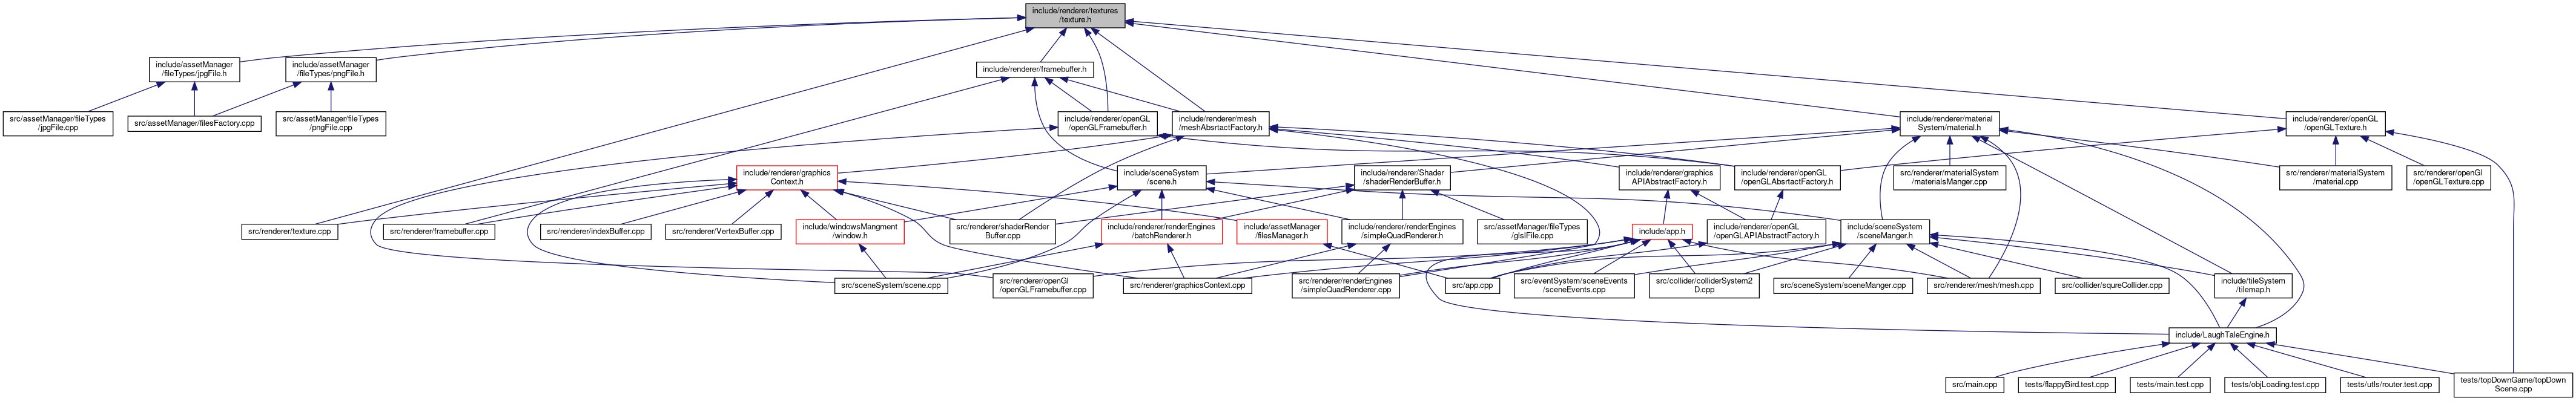 include/renderer/textures
/texture.h
include/assetManager
/fileTypes/jpgFile.h
include/assetManager
/fileTypes/pngFile.h
include/renderer/framebuffer.h
src/assetManager/fileTypes
/jpgFile.cpp
src/assetManager/filesFactory.cpp
src/assetManager/fileTypes
/pngFile.cpp
include/renderer/openGL
/openGLFramebuffer.h
include/renderer/mesh
/meshAbsrtactFactory.h
include/renderer/material
System/material.h
include/renderer/openGL
/openGLTexture.h
include/renderer/graphics
Context.h
include/sceneSystem
/scene.h
include/renderer/Shader
/shaderRenderBuffer.h
include/renderer/graphics
APIAbstractFactory.h
include/renderer/openGL
/openGLAbstractFactory.h
src/renderer/materialSystem
/materialsManger.cpp
src/renderer/materialSystem
/material.cpp
src/renderer/openGl
/openGLTexture.cpp
src/renderer/texture.cpp
src/renderer/framebuffer.cpp
src/renderer/indexBuffer.cpp
src/renderer/VertexBuffer.cpp
include/windowsMangment
/window.h
src/renderer/shaderRender
Buffer.cpp
include/renderer/renderEngines
/batchRenderer.h
include/assetManager
/filesManager.h
include/renderer/renderEngines
/simpleQuadRenderer.h
src/assetManager/fileTypes
/glslFile.cpp
include/app.h
include/renderer/openGL
/openGLAPIAbstractFactory.h
include/sceneSystem
/sceneManger.h
src/sceneSystem/scene.cpp
src/renderer/openGl
/openGLFramebuffer.cpp
src/renderer/graphicsContext.cpp
src/renderer/renderEngines
/simpleQuadRenderer.cpp
src/app.cpp
src/eventSystem/sceneEvents
/sceneEvents.cpp
src/collider/colliderSystem2
D.cpp
src/sceneSystem/sceneManger.cpp
src/renderer/mesh/mesh.cpp
src/collider/squreCollider.cpp
include/tileSystem
/tilemap.h
include/LaughTaleEngine.h
src/main.cpp
tests/flappyBird.test.cpp
tests/main.test.cpp
tests/objLoading.test.cpp
tests/utls/router.test.cpp
tests/topDownGame/topDown
Scene.cpp